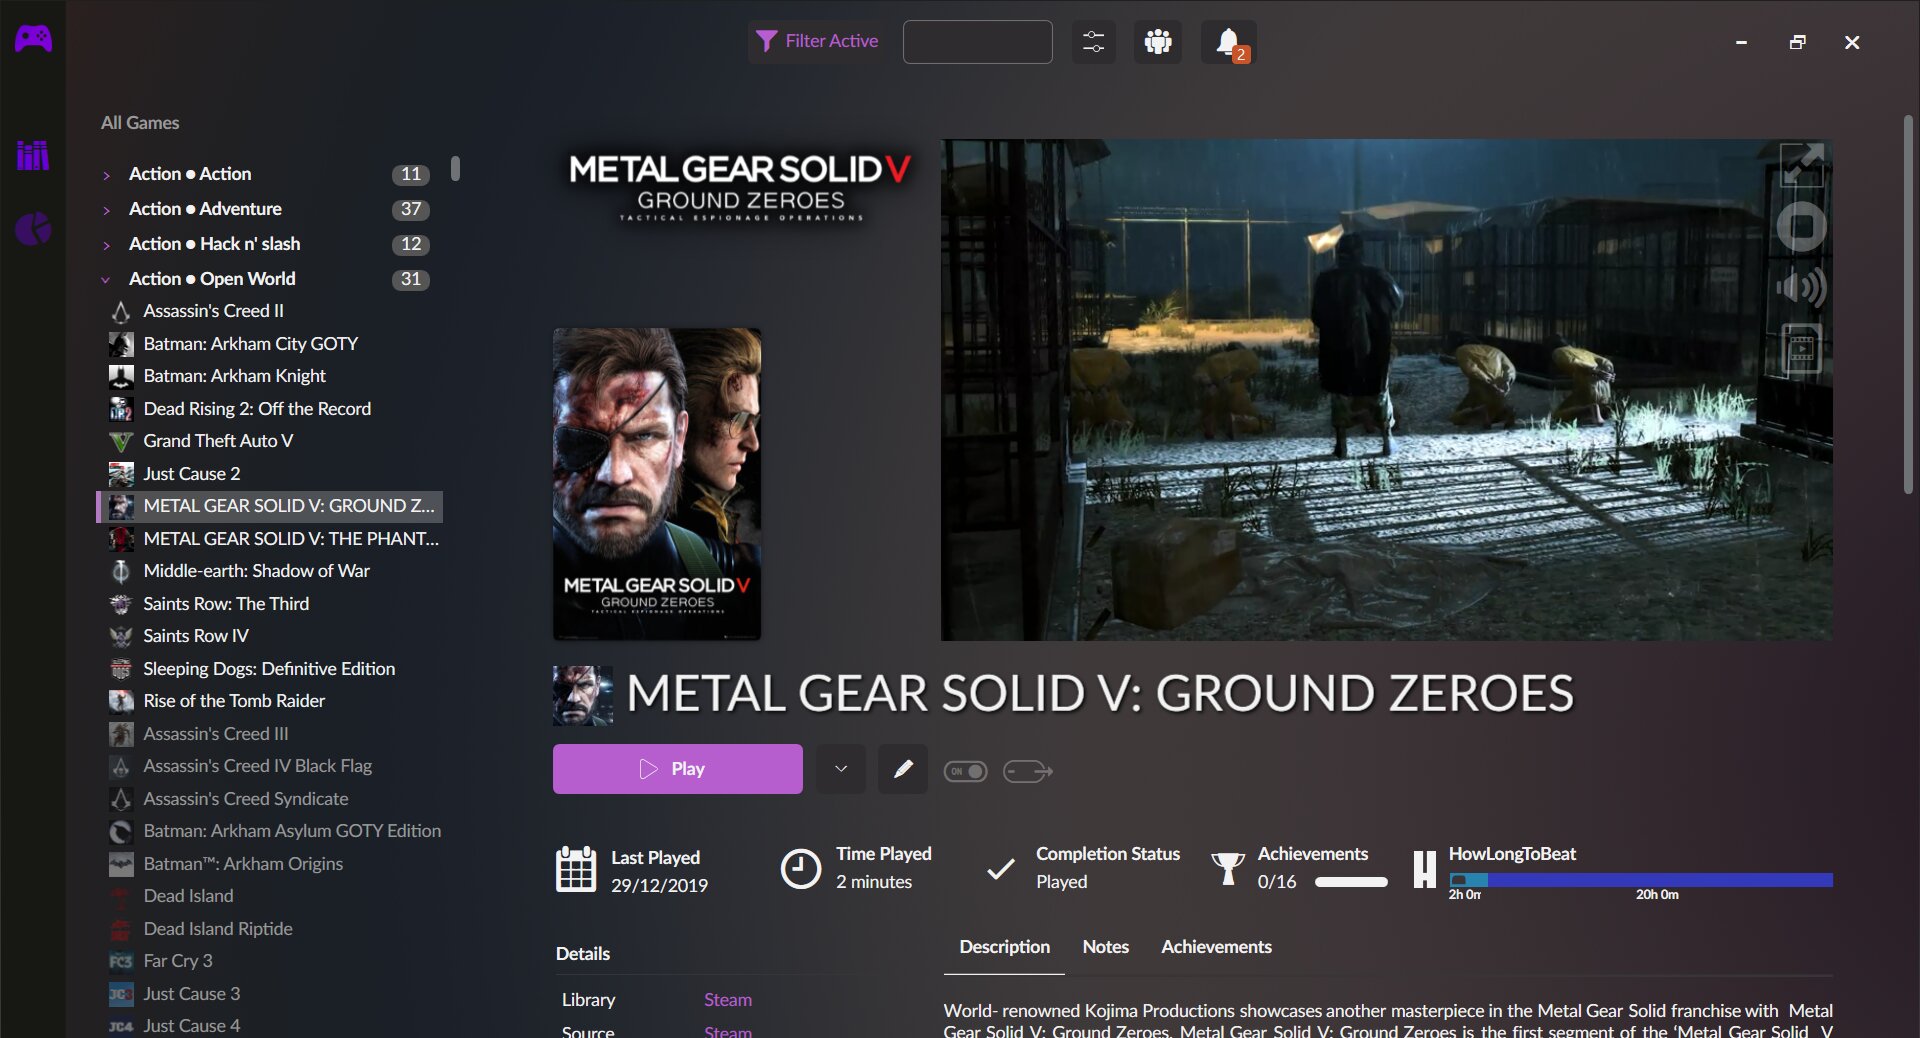 Filter Active
2
All Games
Action ● Action 11
Action ● Adventure 37
Action ● Hack n' slash 12
Action ● Open World 31
Assassin's Creed II
Batman: Arkham City GOTY
Batman: Arkham Knight
Dead Rising 2: Off the Record
Grand Theft Auto V
Just Cause 2
METAL GEAR SOLID V: GROUND Z...
METAL GEAR SOLID V: THE PHANT...
Middle-earth: Shadow of War
Saints Row: The Third
Saints Row IV
Sleeping Dogs: Definitive Edition
Rise of the Tomb Raider
Assassin's Creed III
Assassin's Creed IV Black Flag
Assassin's Creed Syndicate
Batman: Arkham Asylum GOTY Edition
Batman™: Arkham Origins
Dead Island
Dead Island Riptide
FC3 Far Cry 3
JC3 Just Cause 3
JC4 Just Cause 4
METAL GEAR SOLID V
GROUND ZEROES
TACTICAL ESPIONAGE OPERATIONS
METAL GEAR SOLID V
GROUND ZEROES
TACTICAL ESPIONAGE OPERATIONS
METAL GEAR SOLID V: GROUND ZEROES
Play
ON
Last Played
29/12/2019
Time Played
2 minutes
Completion Status
Played
Achievements
0/16
HowLongToBeat
2h 0m
20h 0m
Details
Library Steam
Source Steam
Description Notes Achievements
World- renowned Kojima Productions showcases another masterpiece in the Metal Gear Solid franchise with Metal
Gear Solid V: Ground Zeroes. Metal Gear Solid V: Ground Zeroes is the first segment of the ‘Metal Gear Solid V